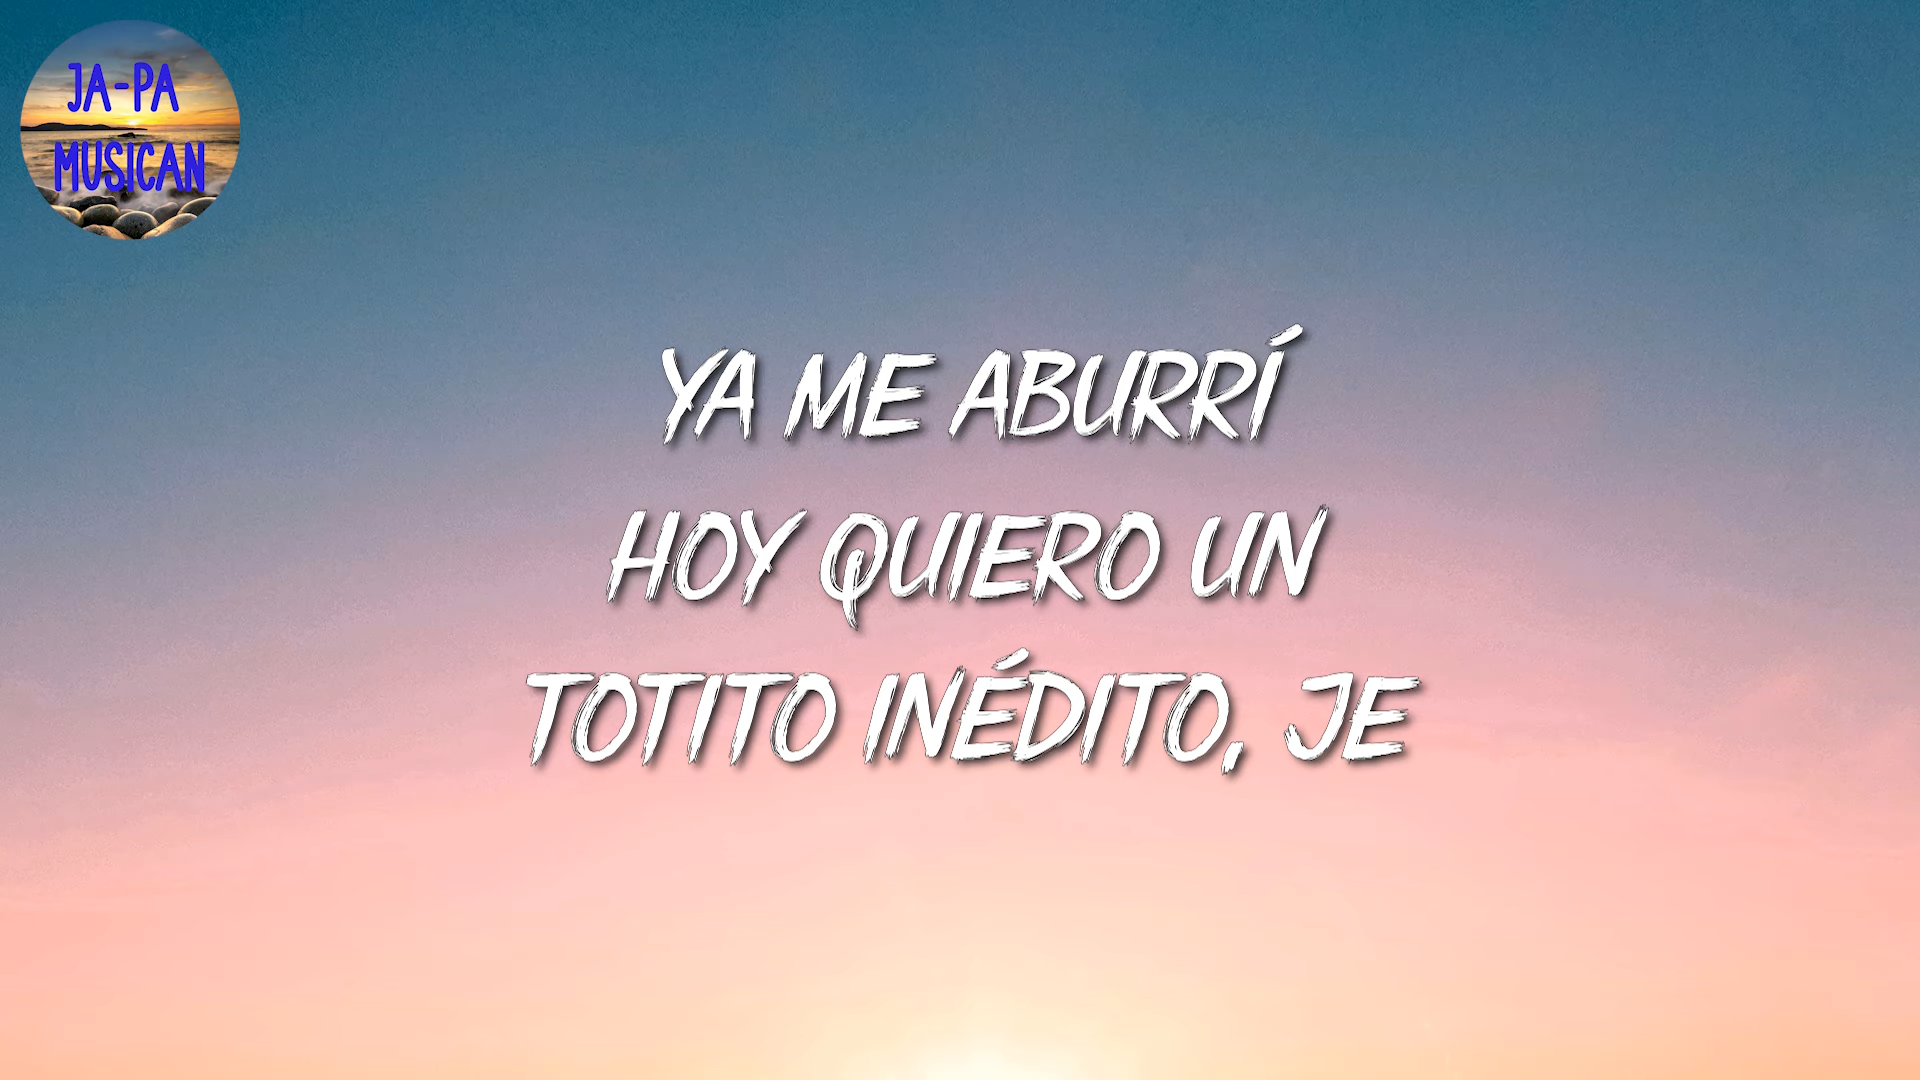 JA-PA
MUSICAN
YA ME ABURRÍ
HOY QUIERO UN
TOTITO INÉDITO, JE